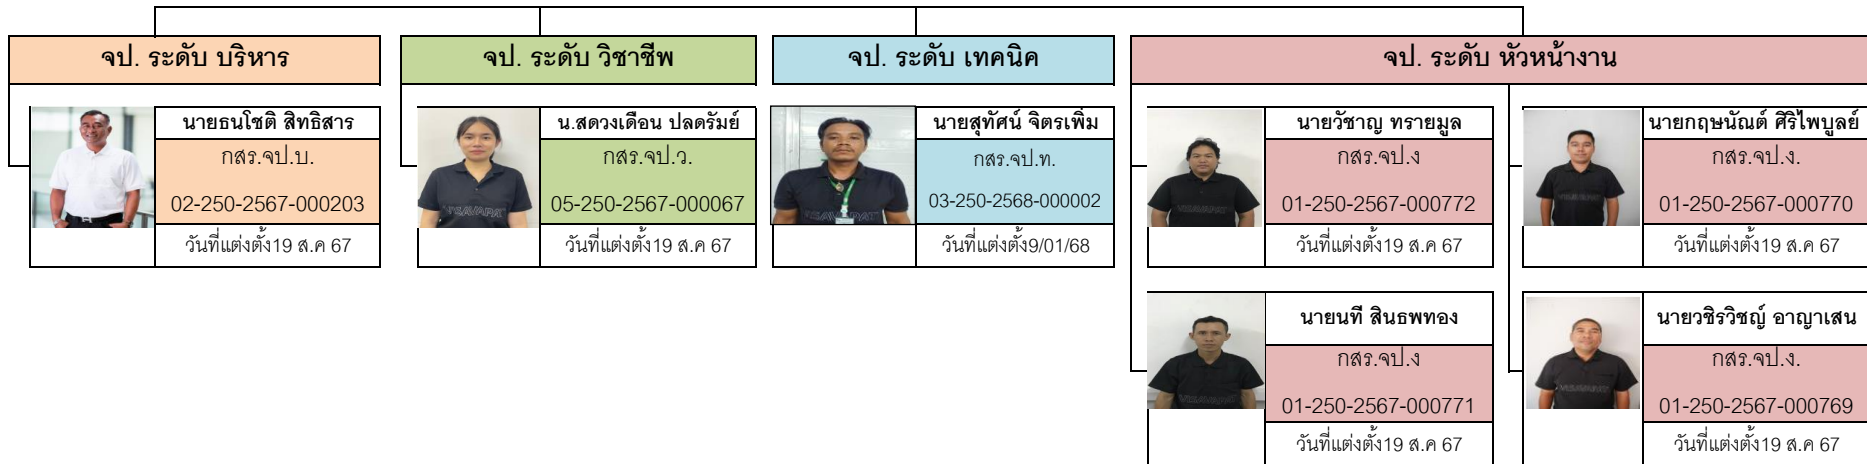 จป. ระดับ บริหาร
นายธนโชติ สิทธิสาร
กสร.จป.บ.
02-250-2567-000203
วันที่แต่งตั้ง19 ส.ค 67
จป. ระดับ วิชาชีพ
น.สดวงเดือน ปลดรัมย์
กสร.จป.ว.
05-250-2567-000067
วันที่แต่งตั้ง19 ส.ค 67
จป. ระดับ เทคนิค
นายสุทัศน์ จิตรเพิ่ม
กสร.จป.ท.
03-250-2568-000002
วันที่แต่งตั้ง9/01/68
จป. ระดับ หัวหน้างาน
นายวัชาญ ทรายมูล
กสร.จป.ง
01-250-2567-000772
วันที่แต่งตั้ง19 ส.ค 67
นายกฤษนัณต์ ศิริไพบูลย์
กสร.จป.ง.
01-250-2567-000770
วันที่แต่งตั้ง19 ส.ค 67
นายนที สินธพทอง
กสร.จป.ง
01-250-2567-000771
วันที่แต่งตั้ง19 ส.ค 67
นายวชิรวิชญ์ อาญาเสน
กสร.จป.ง.
01-250-2567-000769
วันที่แต่งตั้ง19 ส.ค 67